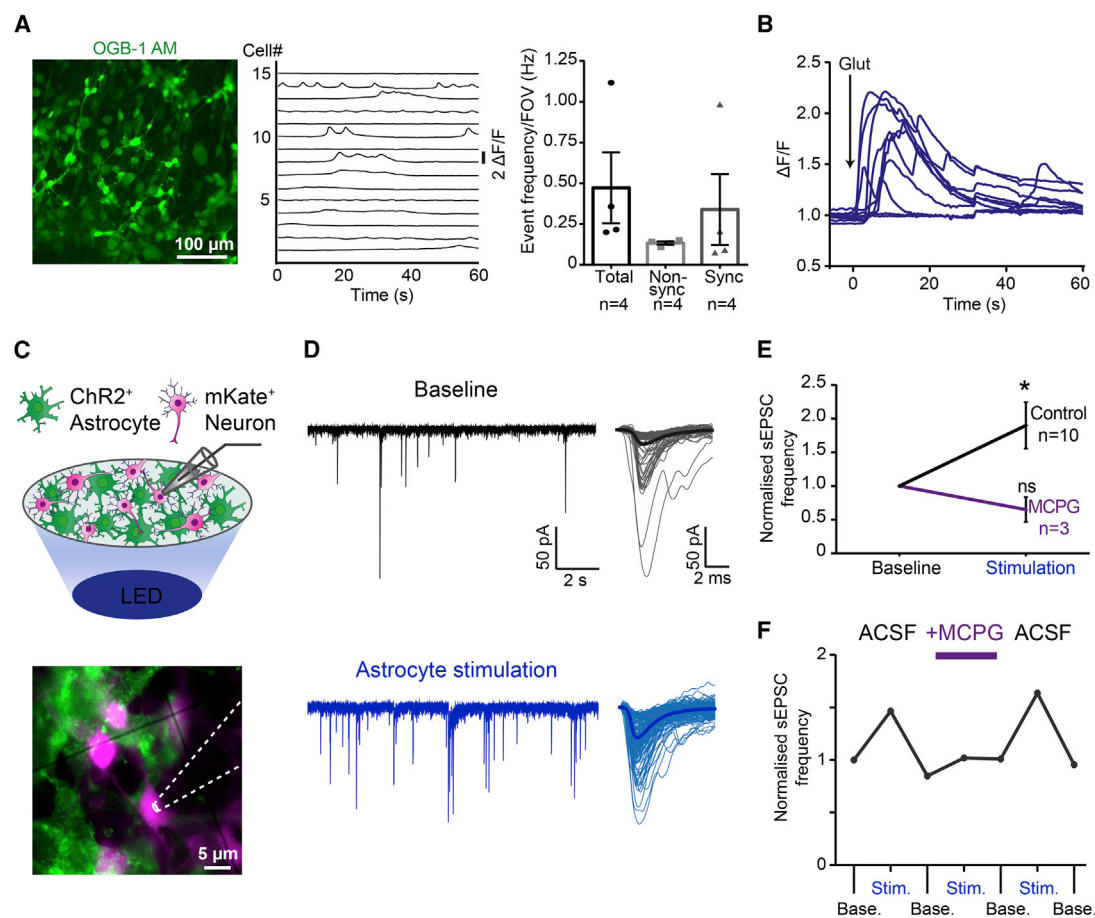 A
OGB-1 AM
100 µm
Cell#
15
10
5
0
20
40
60
Time (s)
2 ΔF/F
Event frequency/FOV (Hz)
1.25
1.00
0.75
0.50
0.25
0
Total
Non-
sync
Sync
n=4
n=4
n=4
B
Glut
ΔF/F
2.5
2.0
1.5
1.0
0.5
0
20
40
60
Time (s)
C
ChR2⁺
Astrocyte
mKate⁺
Neuron
LED
5 µm
D
Baseline
50 pA
2 s
50 pA
2 ms
Astrocyte stimulation
E
Normalised sEPSC
frequency
2.5
2.0
1.5
1.0
0.5
0
*
Control
n=10
ns
MCPG
n=3
Baseline
Stimulation
F
ACSF
+MCPG
ACSF
Normalised sEPSC
frequency
2
1
0
Stim.
Stim.
Stim.
Base.
Base.
Base.
Base.